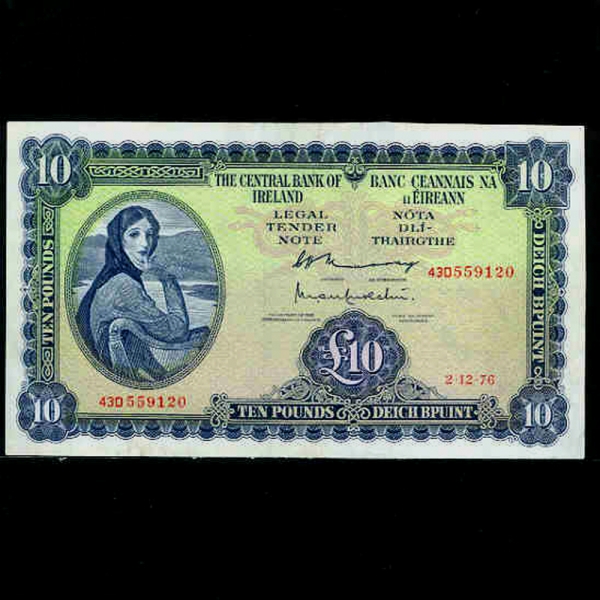 10 10
THE CENTRAL BANK OF IRELAND
BANC CEANNAIS NA hÉIREANN
LEGAL TENDER NOTE
NÓTA DLÍ-THAIRGTHE
43D559120
TEN POUNDS
DEICH BPUINT
£10
2·12·76
43D559120
10 TEN POUNDS DEICH BPUINT 10